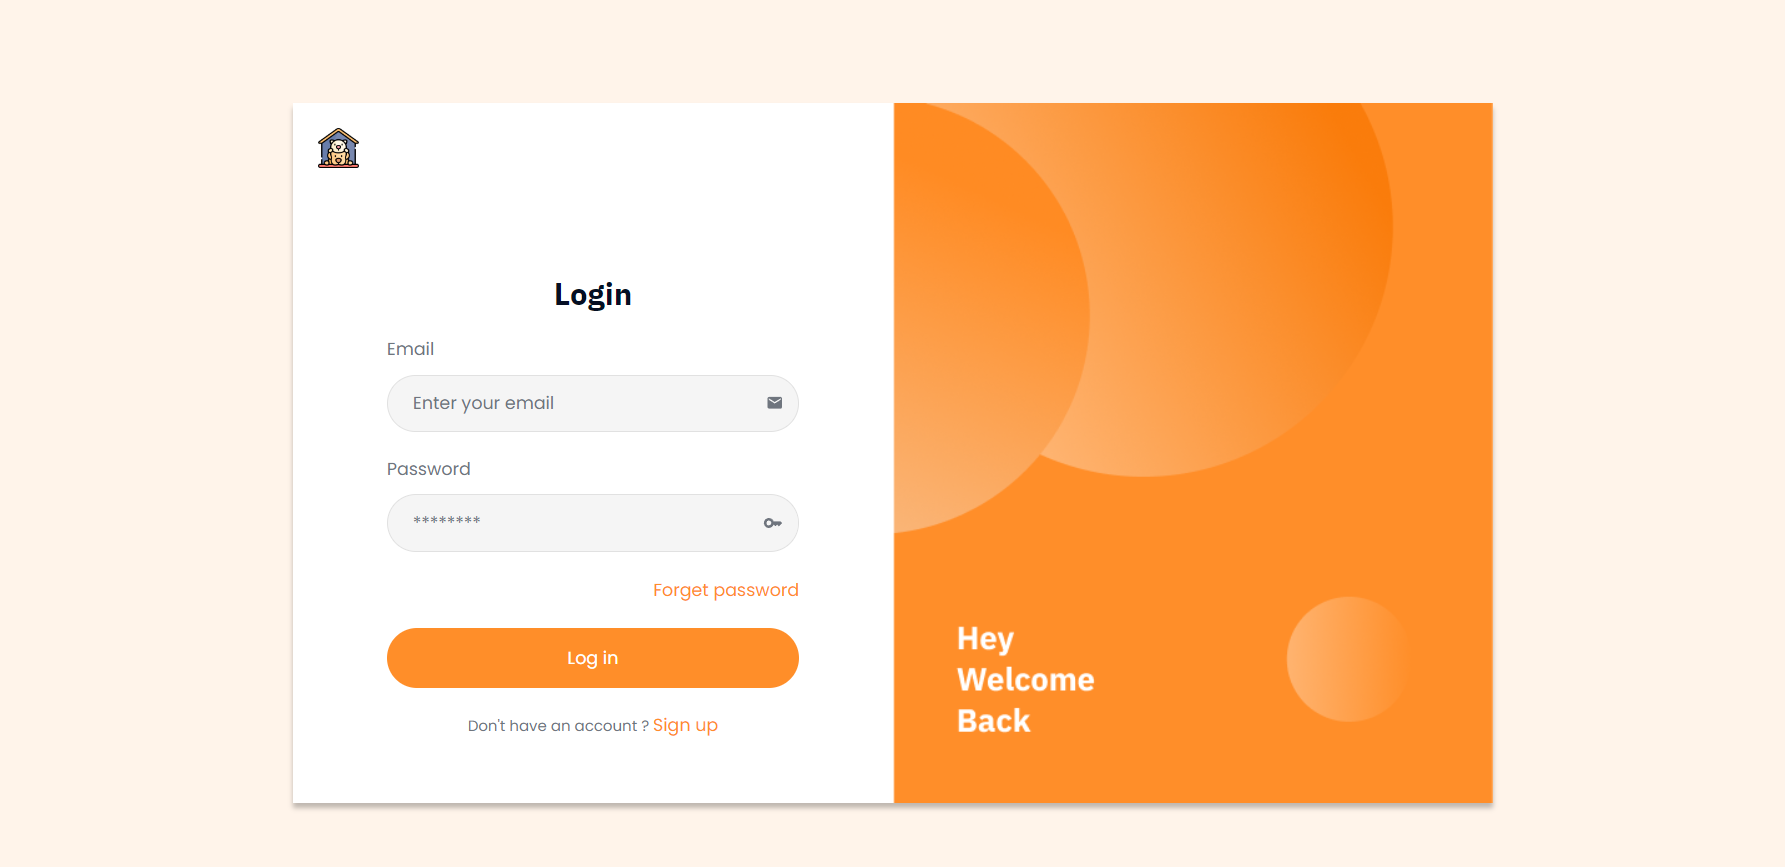 Login
Email
Enter your email
Password
********
Forget password
Log in
Don't have an account ? Sign up
Hey
Welcome
Back